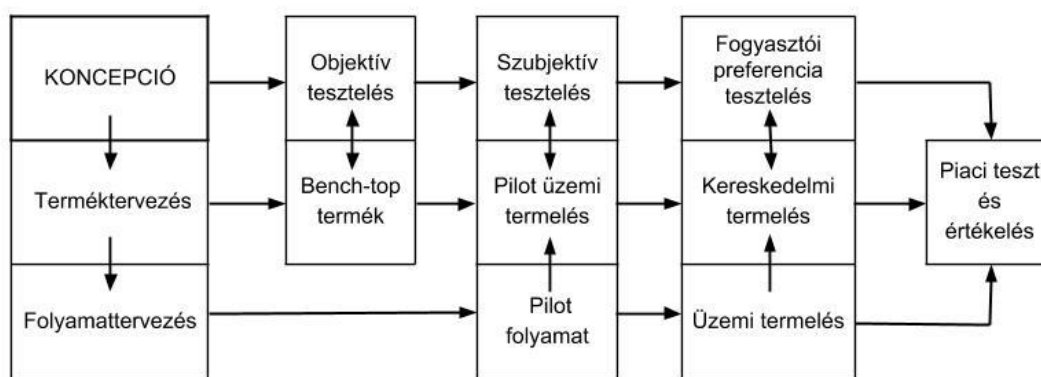 KONCEPCIÓ
Objektív
tesztelés
Szubjektív
tesztelés
Fogyasztói
preferencia
tesztelés
Terméktervezés
Bench-top
termék
Pilot üzemi
termelés
Kereskedelmi
termelés
Piaci teszt
és
értékelés
Folyamattervezés
Pilot
folyamat
Üzemi termelés